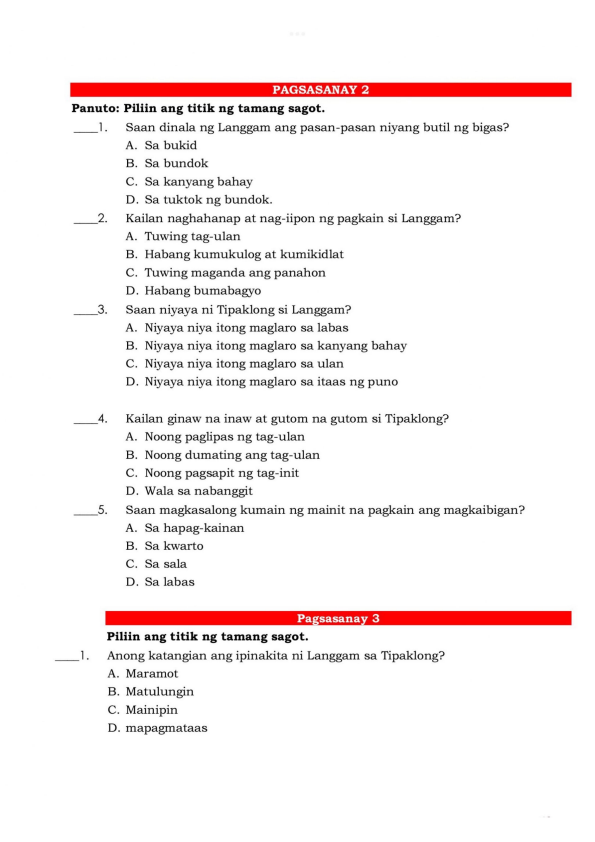 PAGSASANAY 2
Panuto: Piliin ang titik ng tamang sagot.
____1. Saan dinala ng Langgam ang pasan-pasan niyang butil ng bigas?
A. Sa bukid
B. Sa bundok
C. Sa kanyang bahay
D. Sa tuktok ng bundok.
____2. Kailan naghahanap at nag-iipon ng pagkain si Langgam?
A. Tuwing tag-ulan
B. Habang kumukulog at kumikidlat
C. Tuwing maganda ang panahon
D. Habang bumabagyo
____3. Saan niyaya ni Tipaklong si Langgam?
A. Niyaya niya itong maglaro sa labas
B. Niyaya niya itong maglaro sa kanyang bahay
C. Niyaya niya itong maglaro sa ulan
D. Niyaya niya itong maglaro sa itaas ng puno
____4. Kailan ginaw na inaw at gutom na gutom si Tipaklong?
A. Noong paglipas ng tag-ulan
B. Noong dumating ang tag-ulan
C. Noong pagsapit ng tag-init
D. Wala sa nabanggit
____5. Saan magkasalong kumain ng mainit na pagkain ang magkaibigan?
A. Sa hapag-kainan
B. Sa kwarto
C. Sa sala
D. Sa labas
Pagsasanay 3
Piliin ang titik ng tamang sagot.
____1. Anong katangian ang ipinakita ni Langgam sa Tipaklong?
A. Maramot
B. Matulungin
C. Mainipin
D. mapagmataas